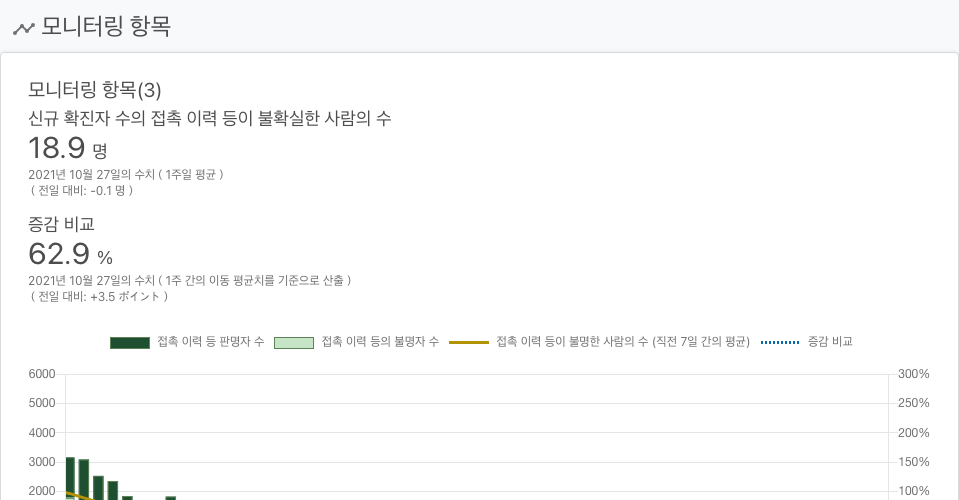 모니터링 항목
모니터링 항목(3)
신규 확진자 수의 접촉 이력 등이 불확실한 사람의 수
18.9 명
2021년 10월 27일의 수치 ( 1주일 평균 )
( 전일 대비: -0.1 명 )
증감 비교
62.9 %
2021년 10월 27일의 수치 ( 1주 간의 이동 평균치를 기준으로 산출 )
( 전일 대비: +3.5 ポイント )
접촉 이력 등 판명자 수 접촉 이력 등의 불명자 수 접촉 이력 등이 불명한 사람의 수 (직전 7일 간의 평균) 증감 비교
6000 300%
5000 250%
4000 200%
3000 150%
2000 100%